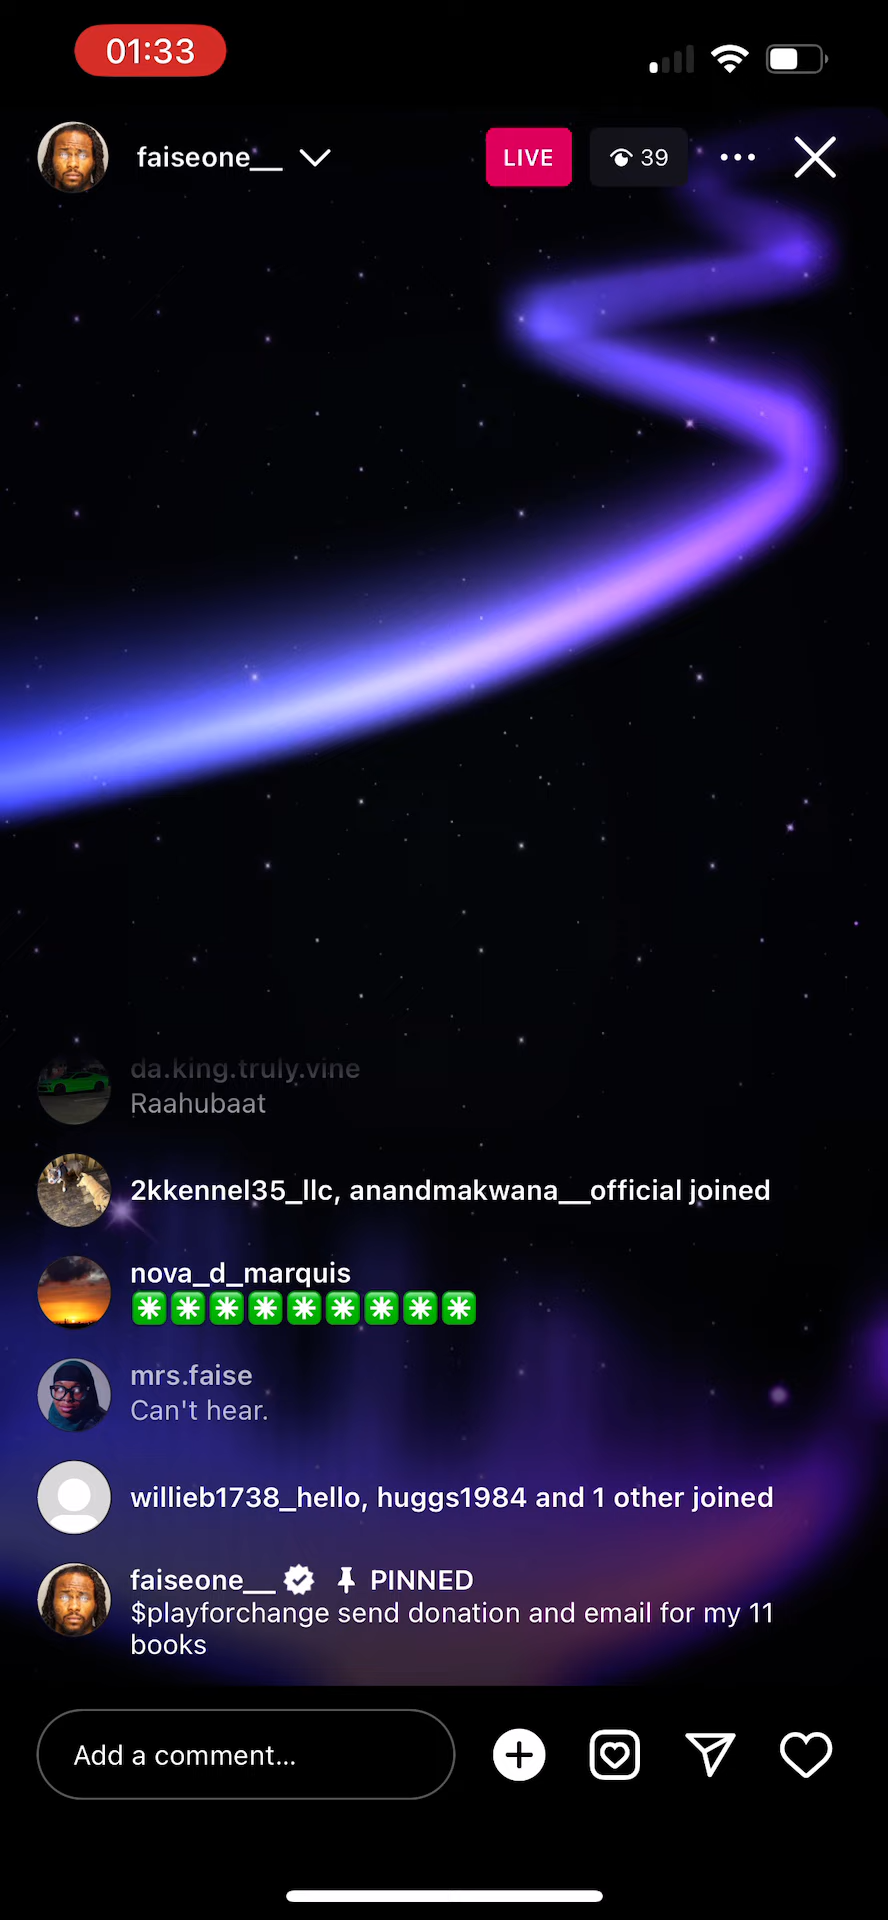 01:33
faiseone__
LIVE
39
da.king.truly.vine
Raahubaat
2kkennel35_llc, anandmakwana__official joined
nova_d_marquis
✳️✳️✳️✳️✳️✳️✳️✳️✳️
mrs.faise
Can't hear.
willieb1738_hello, huggs1984 and 1 other joined
faiseone__ PINNED
$playforchange send donation and email for my 11
books
Add a comment...